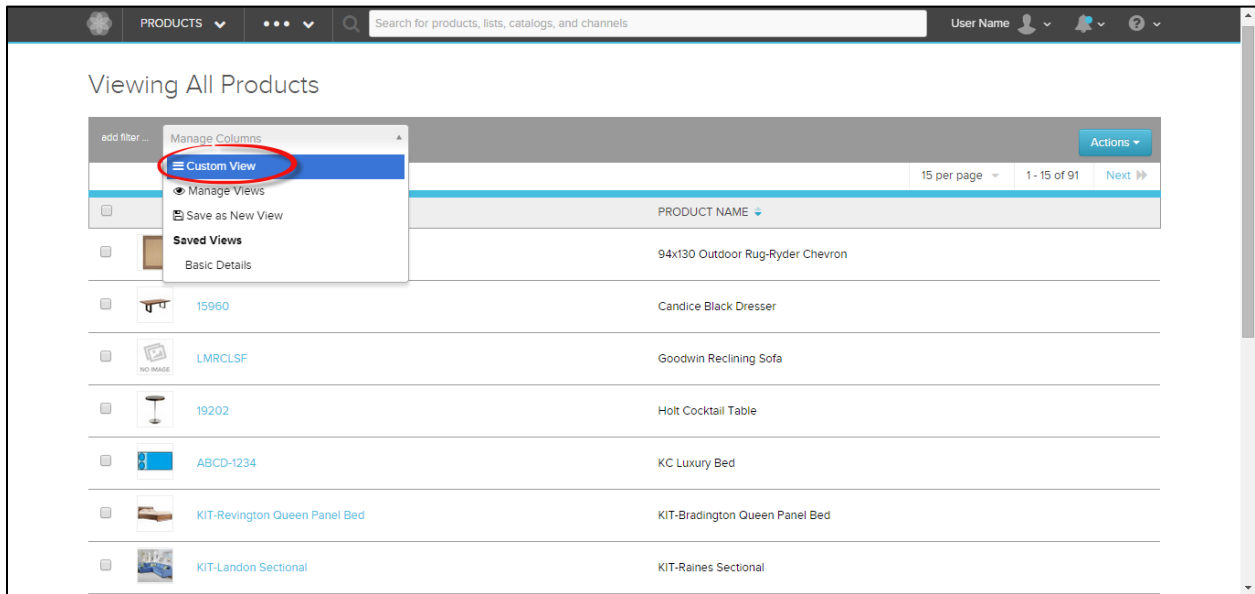 PRODUCTS ••• Search for products, lists, catalogs, and channels User Name ?
Viewing All Products
add filter ... Manage Columns Actions
Custom View
15 per page 1 - 15 of 91 Next
Manage Views
PRODUCT NAME
Save as New View
Saved Views
Basic Details
94x130 Outdoor Rug-Ryder Chevron
15960 Candice Black Dresser
NO IMAGE LMRCLSF Goodwin Reclining Sofa
19202 Holt Cocktail Table
ABCD-1234 KC Luxury Bed
KIT-Revington Queen Panel Bed KIT-Bradington Queen Panel Bed
KIT-Landon Sectional KIT-Raines Sectional